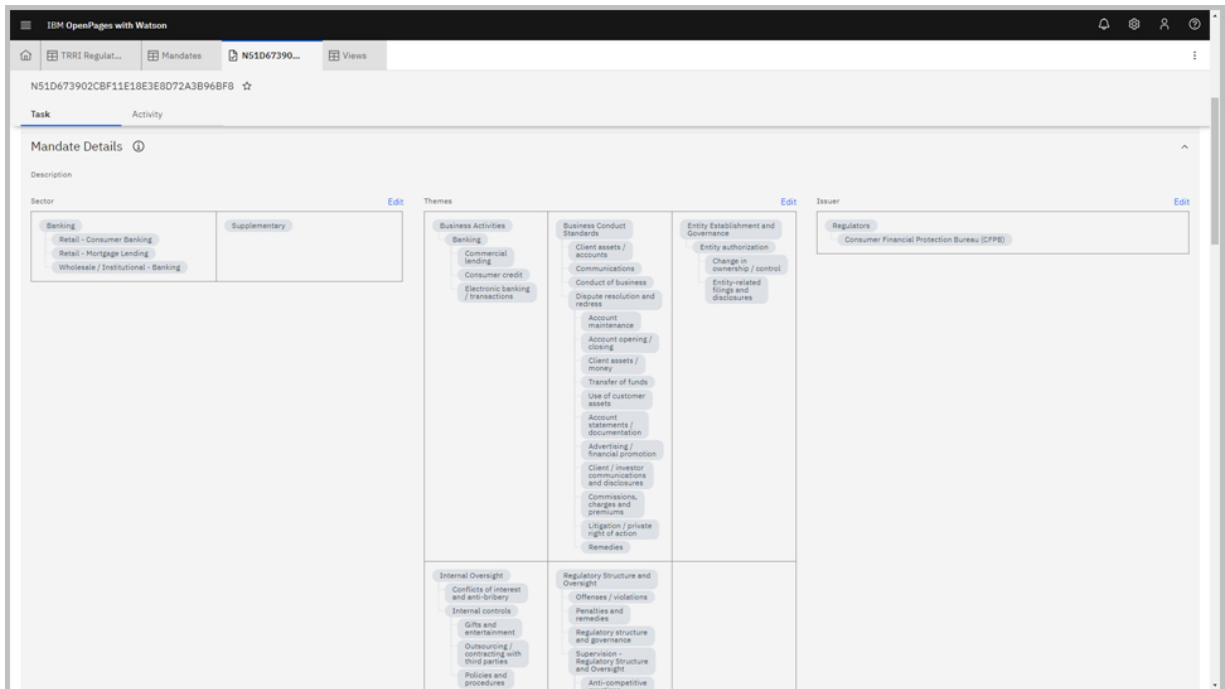 IBM OpenPages with Watson
TRRI Regulat...
Mandates
N51D67390...
Views
N51D673902CBF11E18E3E8D72A3B96BF8
Task
Activity
Mandate Details
Description
Sector
Edit
Banking
Retail - Consumer Banking
Retail - Mortgage Lending
Wholesale / Institutional - Banking
Supplementary
Themes
Edit
Business Activities
Banking
Commercial
lending
Consumer credit
Electronic banking
/ transactions
Business Conduct
Standards
Client assets /
accounts
Communications
Conduct of business
Dispute resolution and
redress
Account
maintenance
Account opening /
closing
Client assets /
money
Transfer of funds
Use of customer
assets
Account
statements /
documentation
Advertising /
financial promotion
Client / investor
communications
and disclosures
Commissions,
charges and
premiums
Litigation / private
right of action
Remedies
Entity Establishment and
Governance
Entity authorization
Change in
ownership / control
Entity-related
filings and
disclosures
Internal Oversight
Conflicts of interest
and anti-bribery
Internal controls
Gifts and
entertainment
Outsourcing /
contracting with
third parties
Policies and
procedures
Regulatory Structure and
Oversight
Offenses / violations
Penalties and
remedies
Regulatory structure
and governance
Supervision -
Regulatory Structure
and Oversight
Anti-competitive
Issuer
Edit
Regulators
Consumer Financial Protection Bureau (CFPB)